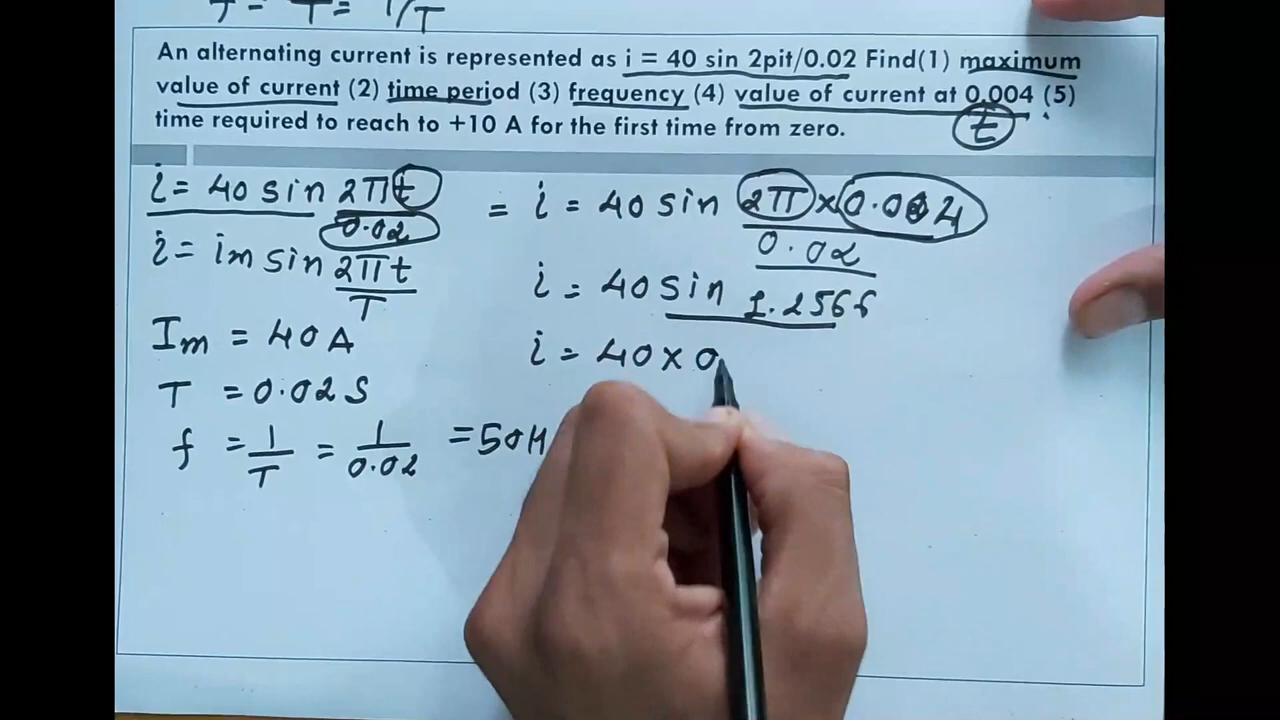 f = T = 1/T
An alternating current is represented as i = 40 sin 2pit/0.02 Find(1) maximum
value of current (2) time period (3) frequency (4) value of current at 0.004 (5)
time required to reach to +10 A for the first time from zero.
t
i = 40 sin 2πt/0.02
i = im sin 2πt/T
Im = 40A
T = 0.02S
f = 1/T = 1/0.02 = 50H
= i = 40 sin 2π×0.004/0.02
i = 40 sin 1.2566
i = 40 × 0